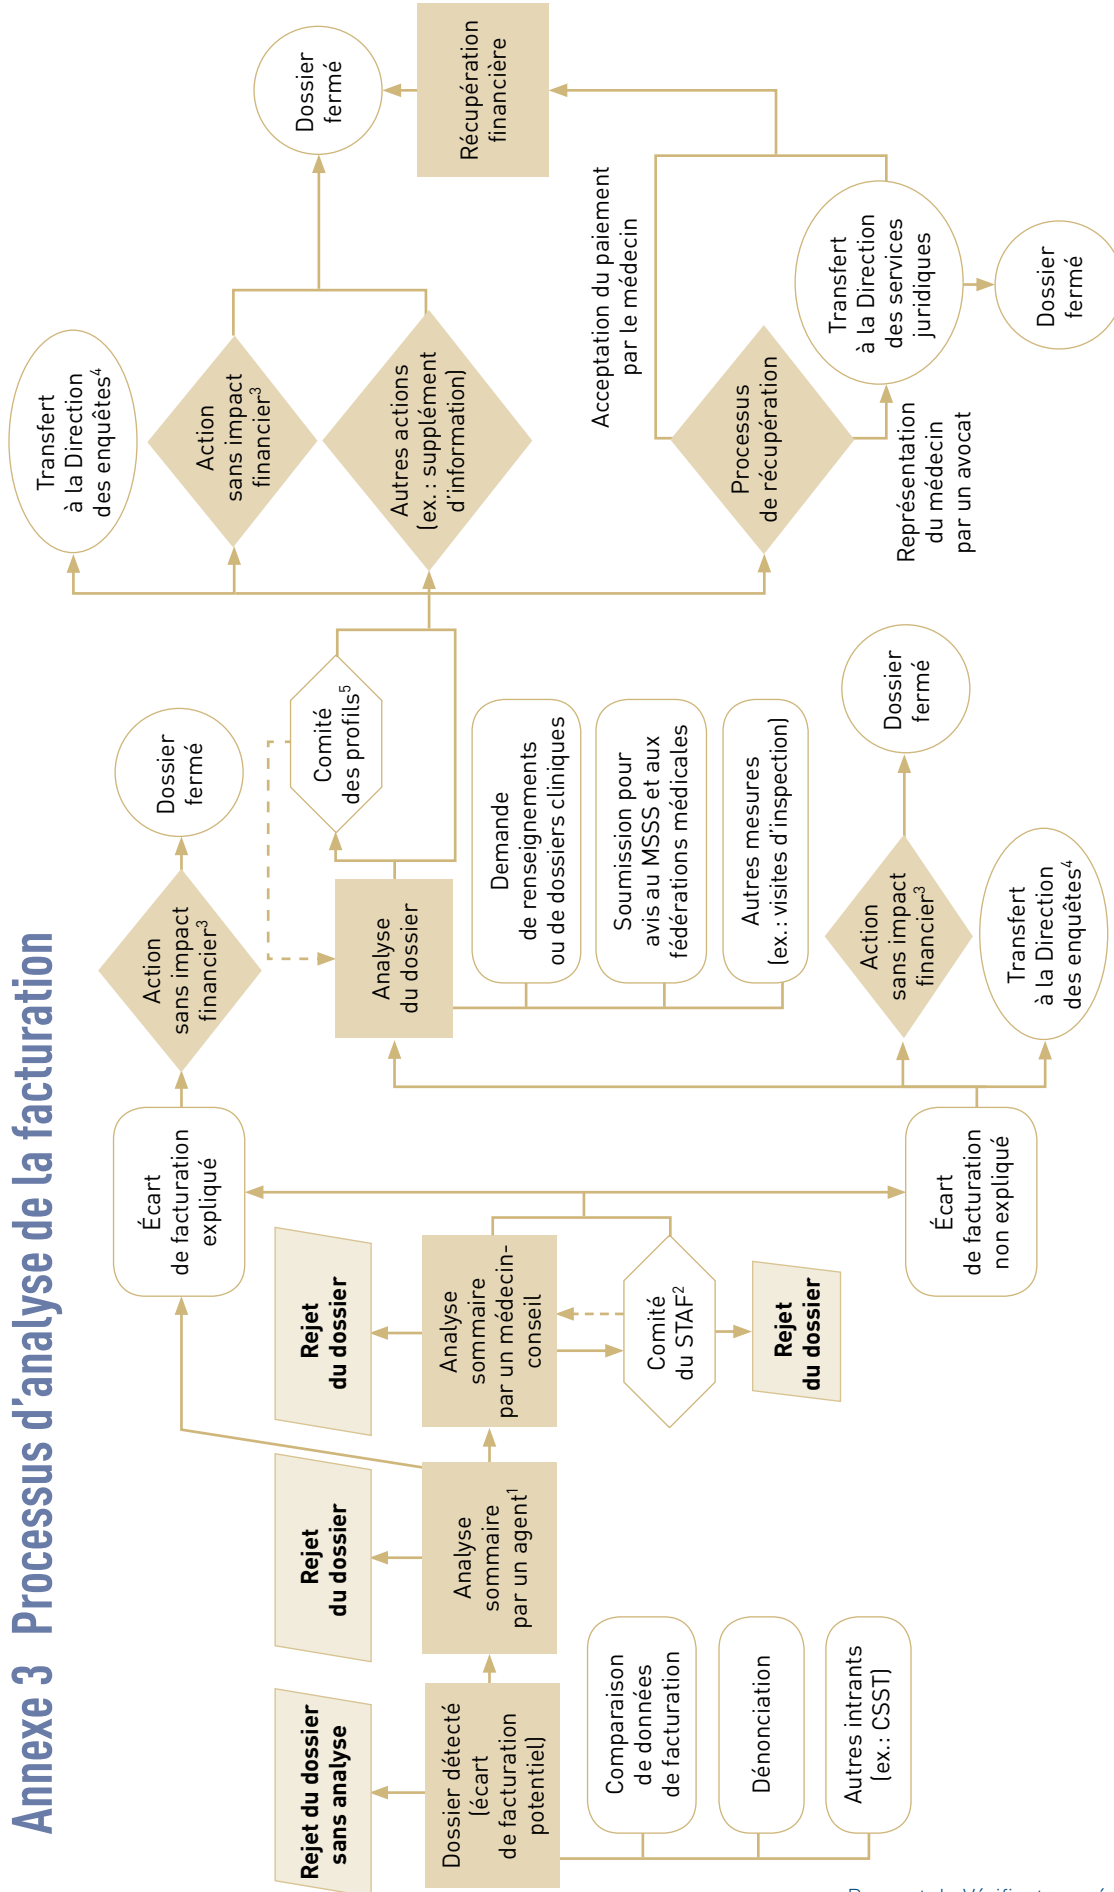 Annexe 3 Processus d'analyse de la facturation
Rejet du dossier
sans analyse
Dossier détecté
(écart
de facturation
potentiel)
Comparaison
de données
de facturation
Dénonciation
Autres intrants
(ex. : CSST)
Rejet
du dossier
Analyse
sommaire
par un agent1
Rejet
du dossier
Analyse
sommaire
par un médecin-
conseil
Comité
du STAF2
Rejet
du dossier
Écart
de facturation
expliqué
Écart
de facturation
non expliqué
Action
sans impact
financier3
Dossier
fermé
Analyse
du dossier
Comité
des profils5
Demande
de renseignements
ou de dossiers cliniques
Soumission pour
avis au MSSS et aux
fédérations médicales
Autres mesures
(ex. : visites d'inspection)
Action
sans impact
financier3
Dossier
fermé
Transfert
à la Direction
des enquêtes4
Transfert
à la Direction
des enquêtes4
Action
sans impact
financier3
Autres actions
(ex. : supplément
d'information)
Dossier
fermé
Processus
de récupération
Acceptation du paiement
par le médecin
Récupération
financière
Représentation
du médecin
par un avocat
Transfert
à la Direction
des services
juridiques
Dossier
fermé